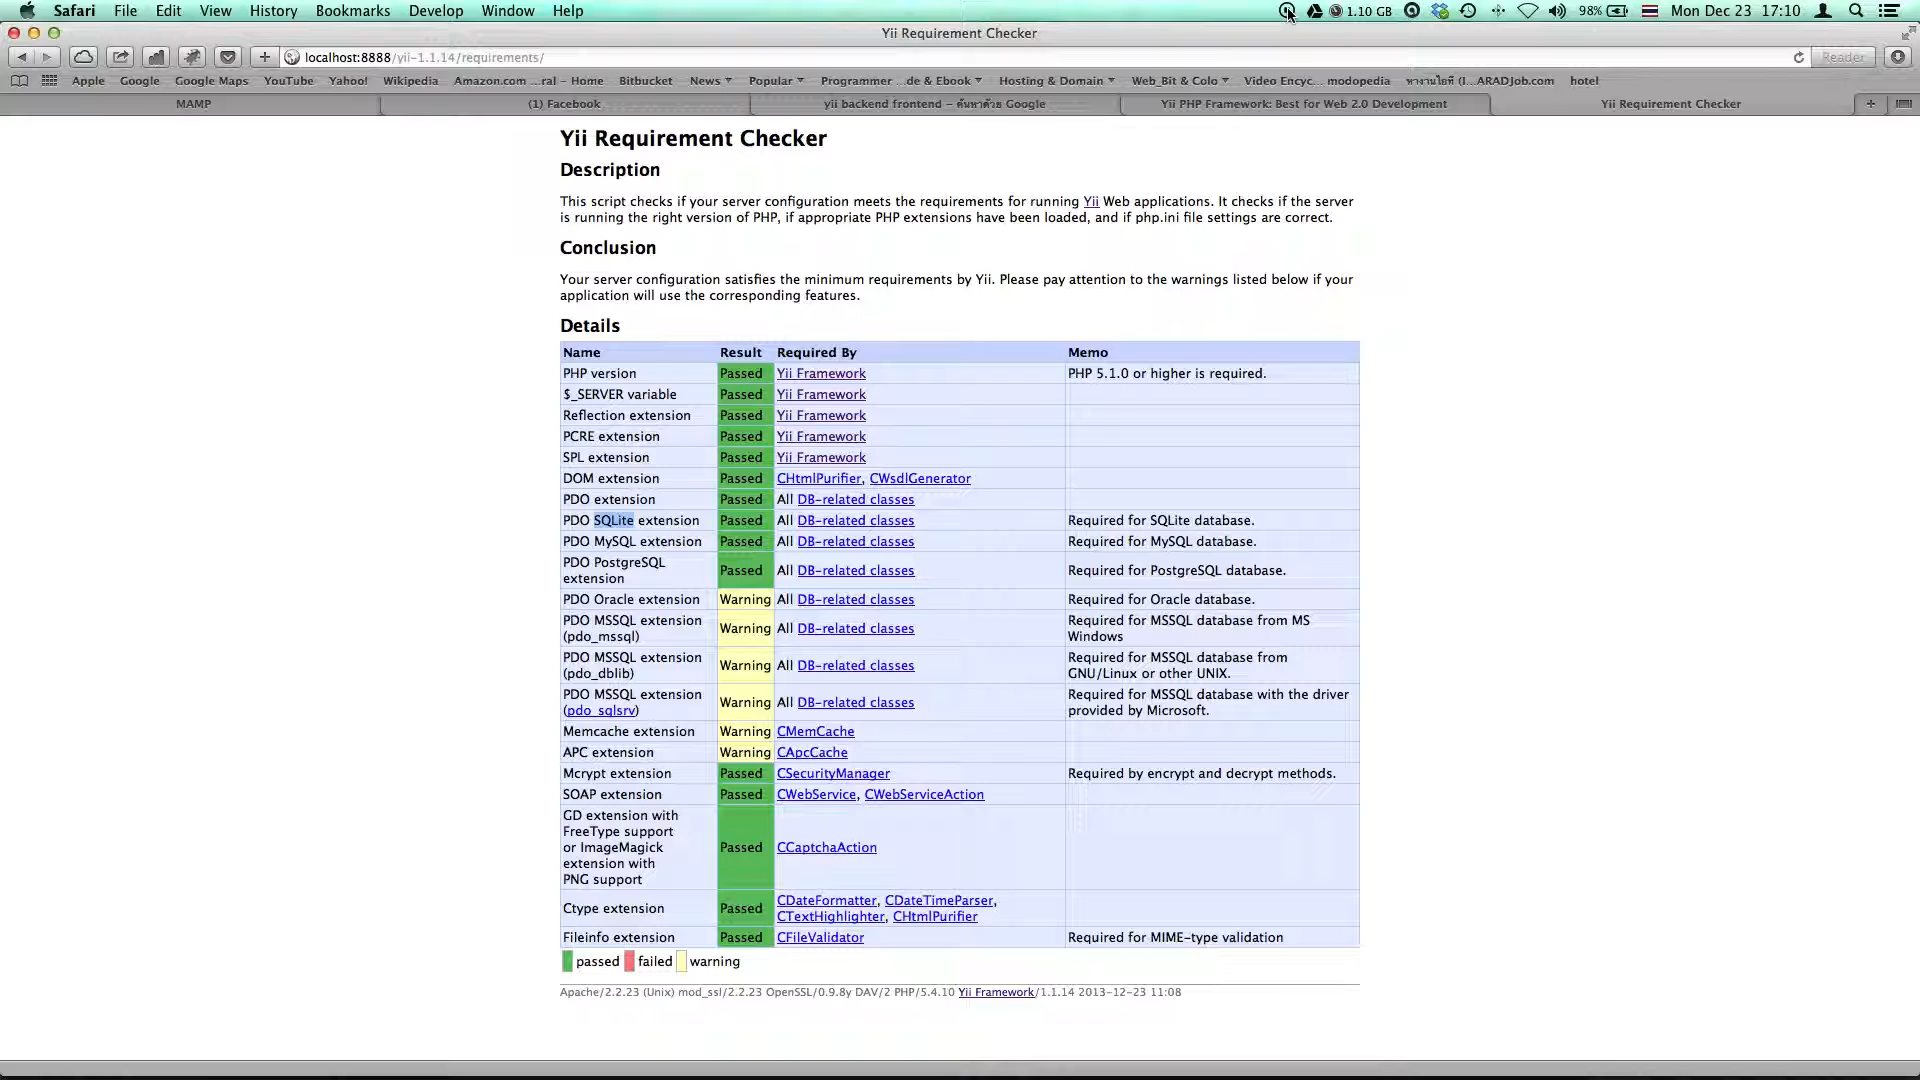 Safari File Edit View History Bookmarks Develop Window Help 1.10 GB 98% Mon Dec 23 17:10
Yii Requirement Checker
localhost:8888/yii-1.1.14/requirements/ Reader
Apple Google Google Maps YouTube Yahoo! Wikipedia Amazon.com ...ral – Home Bitbucket News Popular Programmer ...de & Ebook Hosting & Domain Web_Bit & Colo Video Encyc... modopedia หางานไอที (I...ARADJob.com hotel
MAMP (1) Facebook yii backend frontend – ค้นหาด้วย Google Yii PHP Framework: Best for Web 2.0 Development Yii Requirement Checker
Yii Requirement Checker
Description
This script checks if your server configuration meets the requirements for running Yii Web applications. It checks if the server
is running the right version of PHP, if appropriate PHP extensions have been loaded, and if php.ini file settings are correct.
Conclusion
Your server configuration satisfies the minimum requirements by Yii. Please pay attention to the warnings listed below if your
application will use the corresponding features.
Details
Name Result Required By Memo
PHP version Passed Yii Framework PHP 5.1.0 or higher is required.
$_SERVER variable Passed Yii Framework
Reflection extension Passed Yii Framework
PCRE extension Passed Yii Framework
SPL extension Passed Yii Framework
DOM extension Passed CHtmlPurifier, CWsdlGenerator
PDO extension Passed All DB-related classes
PDO SQLite extension Passed All DB-related classes Required for SQLite database.
PDO MySQL extension Passed All DB-related classes Required for MySQL database.
PDO PostgreSQL
extension Passed All DB-related classes Required for PostgreSQL database.
PDO Oracle extension Warning All DB-related classes Required for Oracle database.
PDO MSSQL extension
(pdo_mssql) Warning All DB-related classes Required for MSSQL database from MS
Windows
PDO MSSQL extension
(pdo_dblib) Warning All DB-related classes Required for MSSQL database from
GNU/Linux or other UNIX.
PDO MSSQL extension
(pdo_sqlsrv) Warning All DB-related classes Required for MSSQL database with the driver
provided by Microsoft.
Memcache extension Warning CMemCache
APC extension Warning CApcCache
Mcrypt extension Passed CSecurityManager Required by encrypt and decrypt methods.
SOAP extension Passed CWebService, CWebServiceAction
GD extension with
FreeType support
or ImageMagick
extension with
PNG support Passed CCaptchaAction
Ctype extension Passed CDateFormatter, CDateTimeParser,
CTextHighlighter, CHtmlPurifier
Fileinfo extension Passed CFileValidator Required for MIME-type validation
passed failed warning
Apache/2.2.23 (Unix) mod_ssl/2.2.23 OpenSSL/0.9.8y DAV/2 PHP/5.4.10 Yii Framework/1.1.14 2013-12-23 11:08